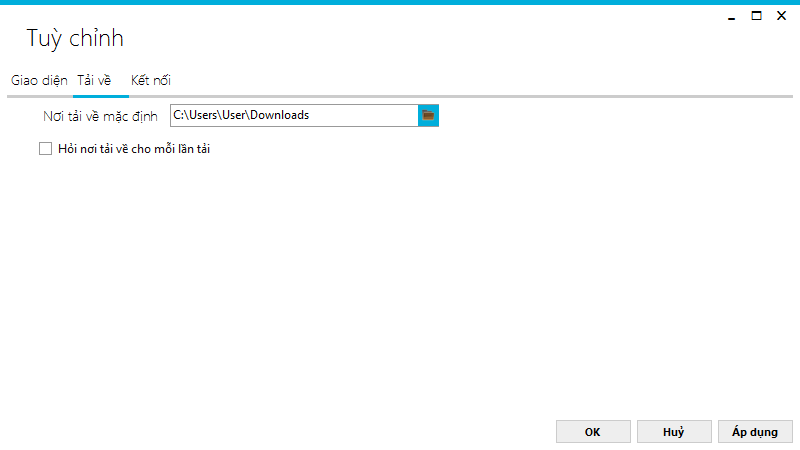 Tuỳ chỉnh
Giao diện Tải về Kết nối
Nơi tải về mặc định C:\Users\User\Downloads
Hỏi nơi tải về cho mỗi lần tải
OK Huỷ Áp dụng